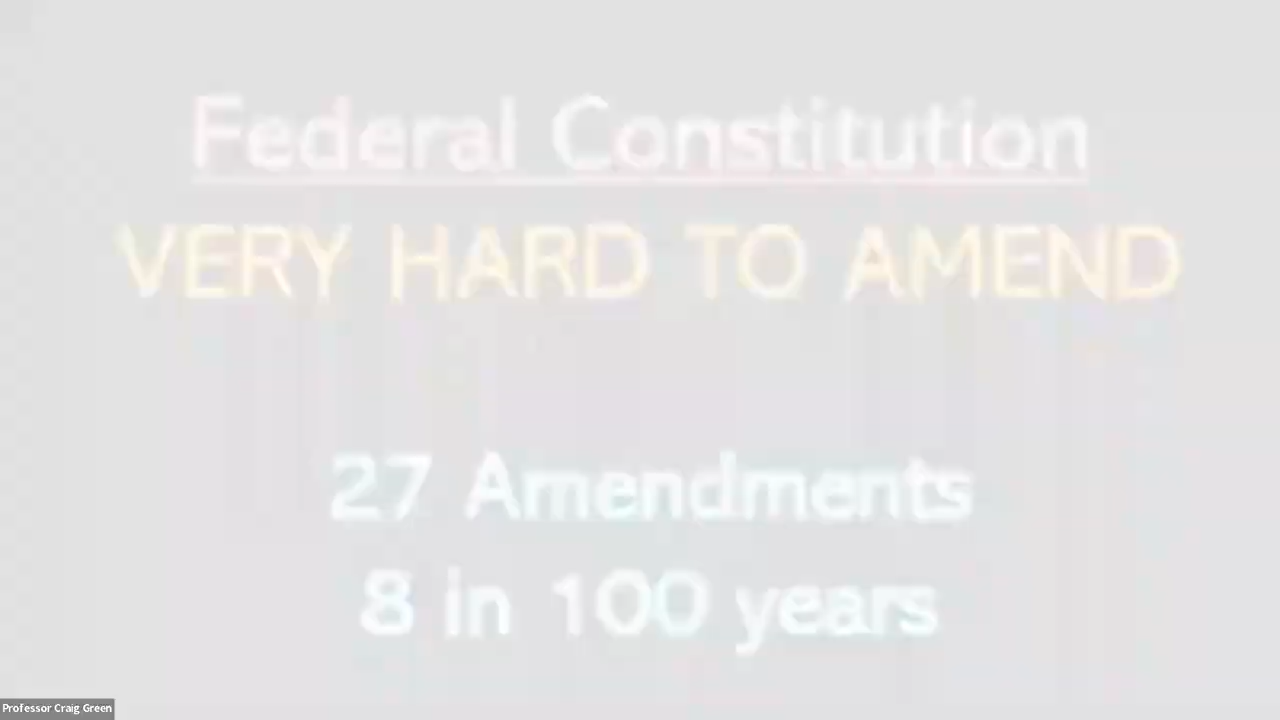 Federal Constitution
VERY HARD TO AMEND
27 Amendments
8 in 100 years
Professor Craig Green